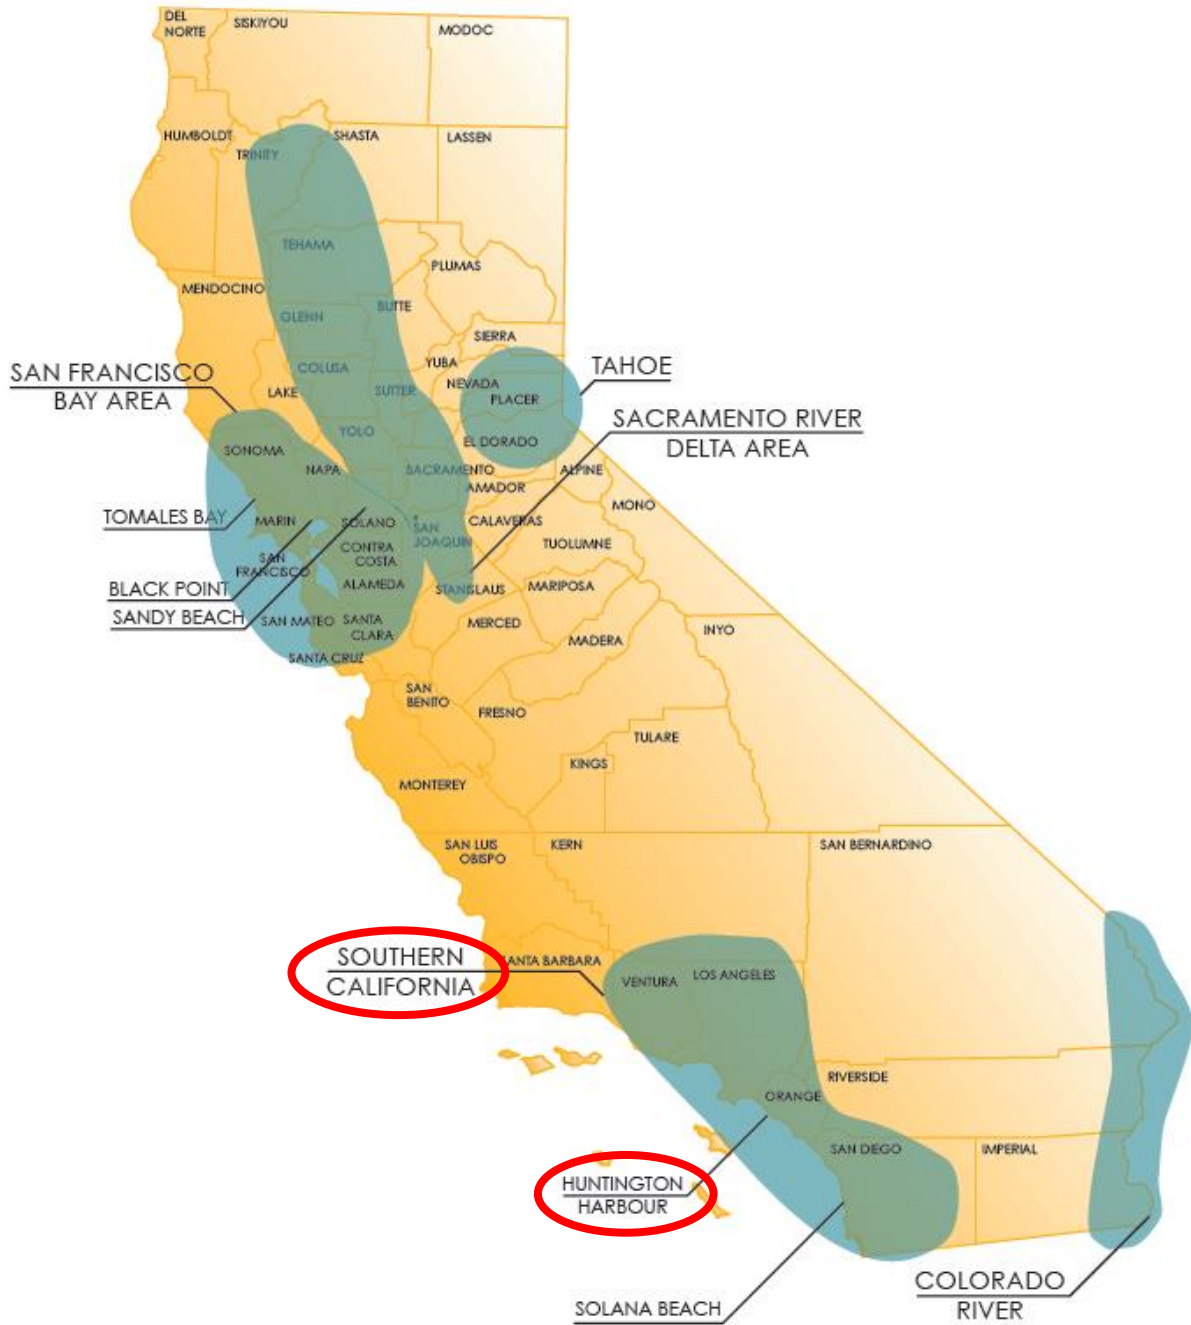 DEL
NORTE
SISKIYOU
MODOC
HUMBOLDT
TRINITY
SHASTA
LASSEN
TEHAMA
PLUMAS
MENDOCINO
GLENN
BUTTE
SIERRA
SAN FRANCISCO
BAY AREA
LAKE
COLUSA
SUTTER
YUBA
NEVADA
PLACER
TAHOE
SONOMA
NAPA
YOLO
SACRAMENTO
EL DORADO
SACRAMENTO RIVER
DELTA AREA
AMADOR
ALPINE
MONO
TOMALES BAY
MARIN
SOLANO
SAN
JOAQUIN
CALAVERAS
TUOLUMNE
CONTRA
COSTA
SAN
FRANCISCO
BLACK POINT
ALAMEDA
STANISLAUS
MARIPOSA
SANDY BEACH
SAN MATEO
SANTA
CLARA
MERCED
MADERA
INYO
SANTA CRUZ
SAN
BENITO
FRESNO
TULARE
KINGS
MONTEREY
SAN LUIS
OBISPO
KERN
SAN BERNARDINO
SOUTHERN
CALIFORNIA
SANTA BARBARA
VENTURA
LOS ANGELES
RIVERSIDE
ORANGE
SAN DIEGO
IMPERIAL
HUNTINGTON
HARBOUR
SOLANA BEACH
COLORADO
RIVER